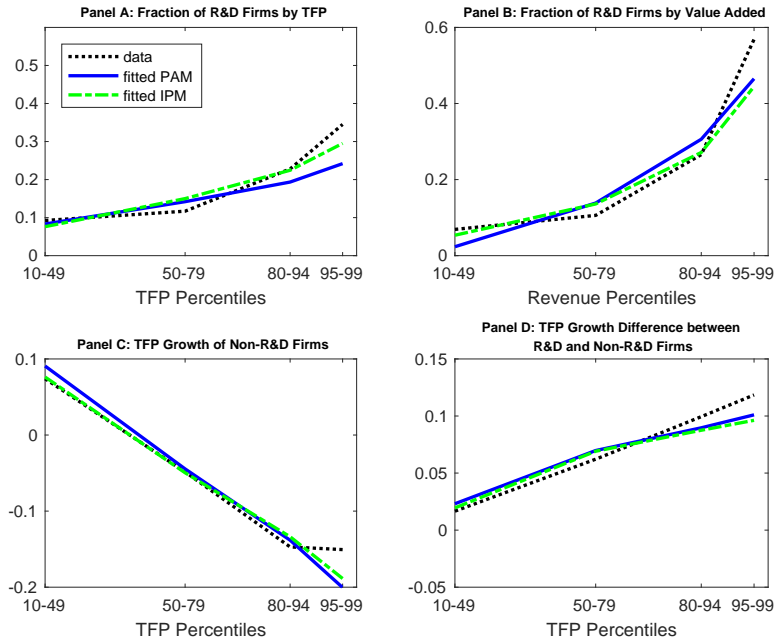 Panel A: Fraction of R&D Firms by TFP
0.5
0.4
0.3
0.2
0.1
0
data
fitted PAM
fitted IPM
10-49 50-79 80-94 95-99
TFP Percentiles
Panel B: Fraction of R&D Firms by Value Added
0.6
0.4
0.2
0
10-49 50-79 80-94 95-99
Revenue Percentiles
Panel C: TFP Growth of Non-R&D Firms
0.1
0
-0.1
-0.2
10-49 50-79 80-94 95-99
TFP Percentiles
Panel D: TFP Growth Difference between
R&D and Non-R&D Firms
0.15
0.1
0.05
0
-0.05
10-49 50-79 80-94 95-99
TFP Percentiles